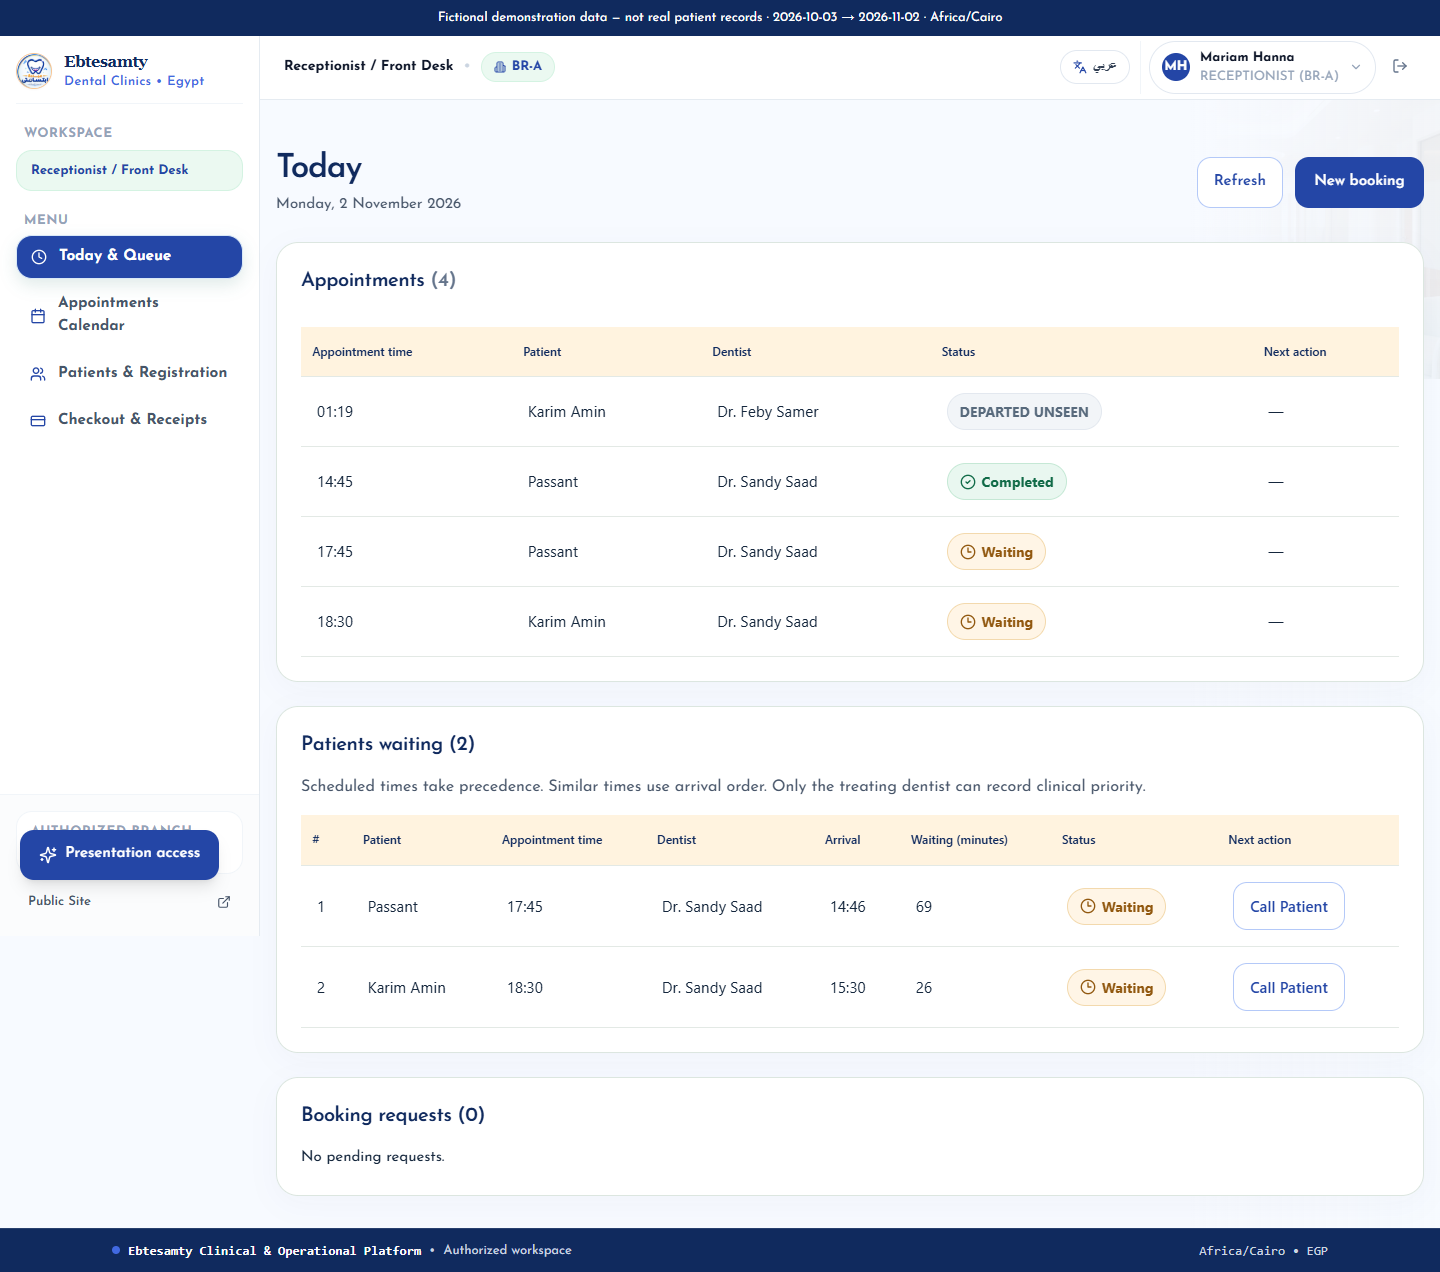 Fictional demonstration data — not real patient records · 2026-10-03 → 2026-11-02 · Africa/Cairo
Ebtesamty
Dental Clinics • Egypt
Receptionist / Front Desk • BR-A
عربي
MH
Mariam Hanna
RECEPTIONIST (BR-A)
WORKSPACE
Receptionist / Front Desk
MENU
Today & Queue
Appointments
Calendar
Patients & Registration
Checkout & Receipts
AUTHORIZED BRANCH
Presentation access
Public Site
Today
Monday, 2 November 2026
Refresh
New booking
Appointments (4)
Appointment time Patient Dentist Status Next action
01:19 Karim Amin Dr. Feby Samer DEPARTED UNSEEN —
14:45 Passant Dr. Sandy Saad Completed —
17:45 Passant Dr. Sandy Saad Waiting —
18:30 Karim Amin Dr. Sandy Saad Waiting —
Patients waiting (2)
Scheduled times take precedence. Similar times use arrival order. Only the treating dentist can record clinical priority.
# Patient Appointment time Dentist Arrival Waiting (minutes) Status Next action
1 Passant 17:45 Dr. Sandy Saad 14:46 69 Waiting Call Patient
2 Karim Amin 18:30 Dr. Sandy Saad 15:30 26 Waiting Call Patient
Booking requests (0)
No pending requests.
Ebtesamty Clinical & Operational Platform • Authorized workspace
Africa/Cairo • EGP